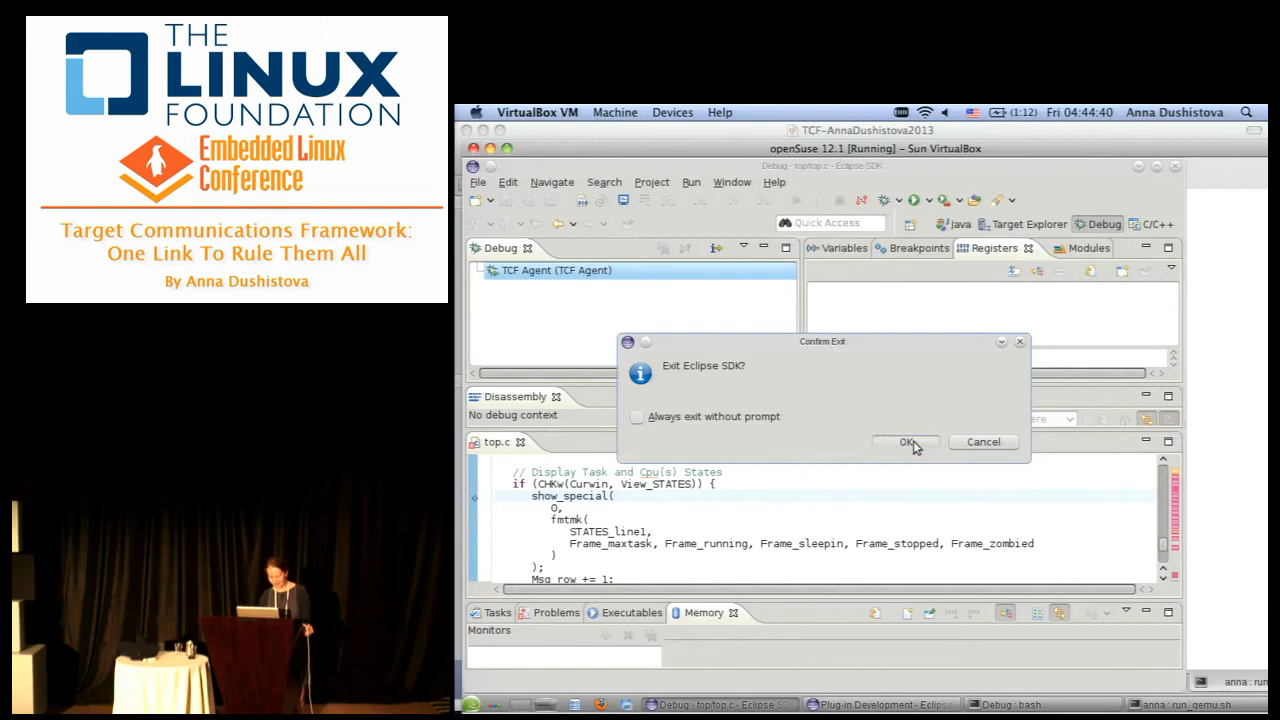 THE
LINUX
FOUNDATION
Embedded Linux
Conference
Target Communications Framework:
One Link To Rule Them All
By Anna Dushistova
VirtualBox VM Machine Devices Help (1:12) Fri 04:44:40 Anna Dushistova
TCF-AnnaDushistova2013
openSuse 12.1 [Running] – Sun VirtualBox
Debug - top/top.c - Eclipse SDK
File Edit Navigate Search Project Run Window Help
Quick Access Java Target Explorer Debug C/C++
Debug Variables Breakpoints Registers Modules
TCF Agent (TCF Agent)
Confirm Exit
Exit Eclipse SDK?
Always exit without prompt
OK Cancel
Disassembly
No debug context
ere
top.c
// Display Task and Cpu(s) States
if (CHKw(Curwin, View_STATES)) {
show_special(
0,
fmtmk(
STATES_line1,
Frame_maxtask, Frame_running, Frame_sleepin, Frame_stopped, Frame_zombied
)
);
Msg_row += 1;
Tasks Problems Executables Memory
Monitors
anna : run
Debug - top/top.c - Eclipse SDK Plug-in Development - Eclipse Debug : bash anna : run_qemu.sh